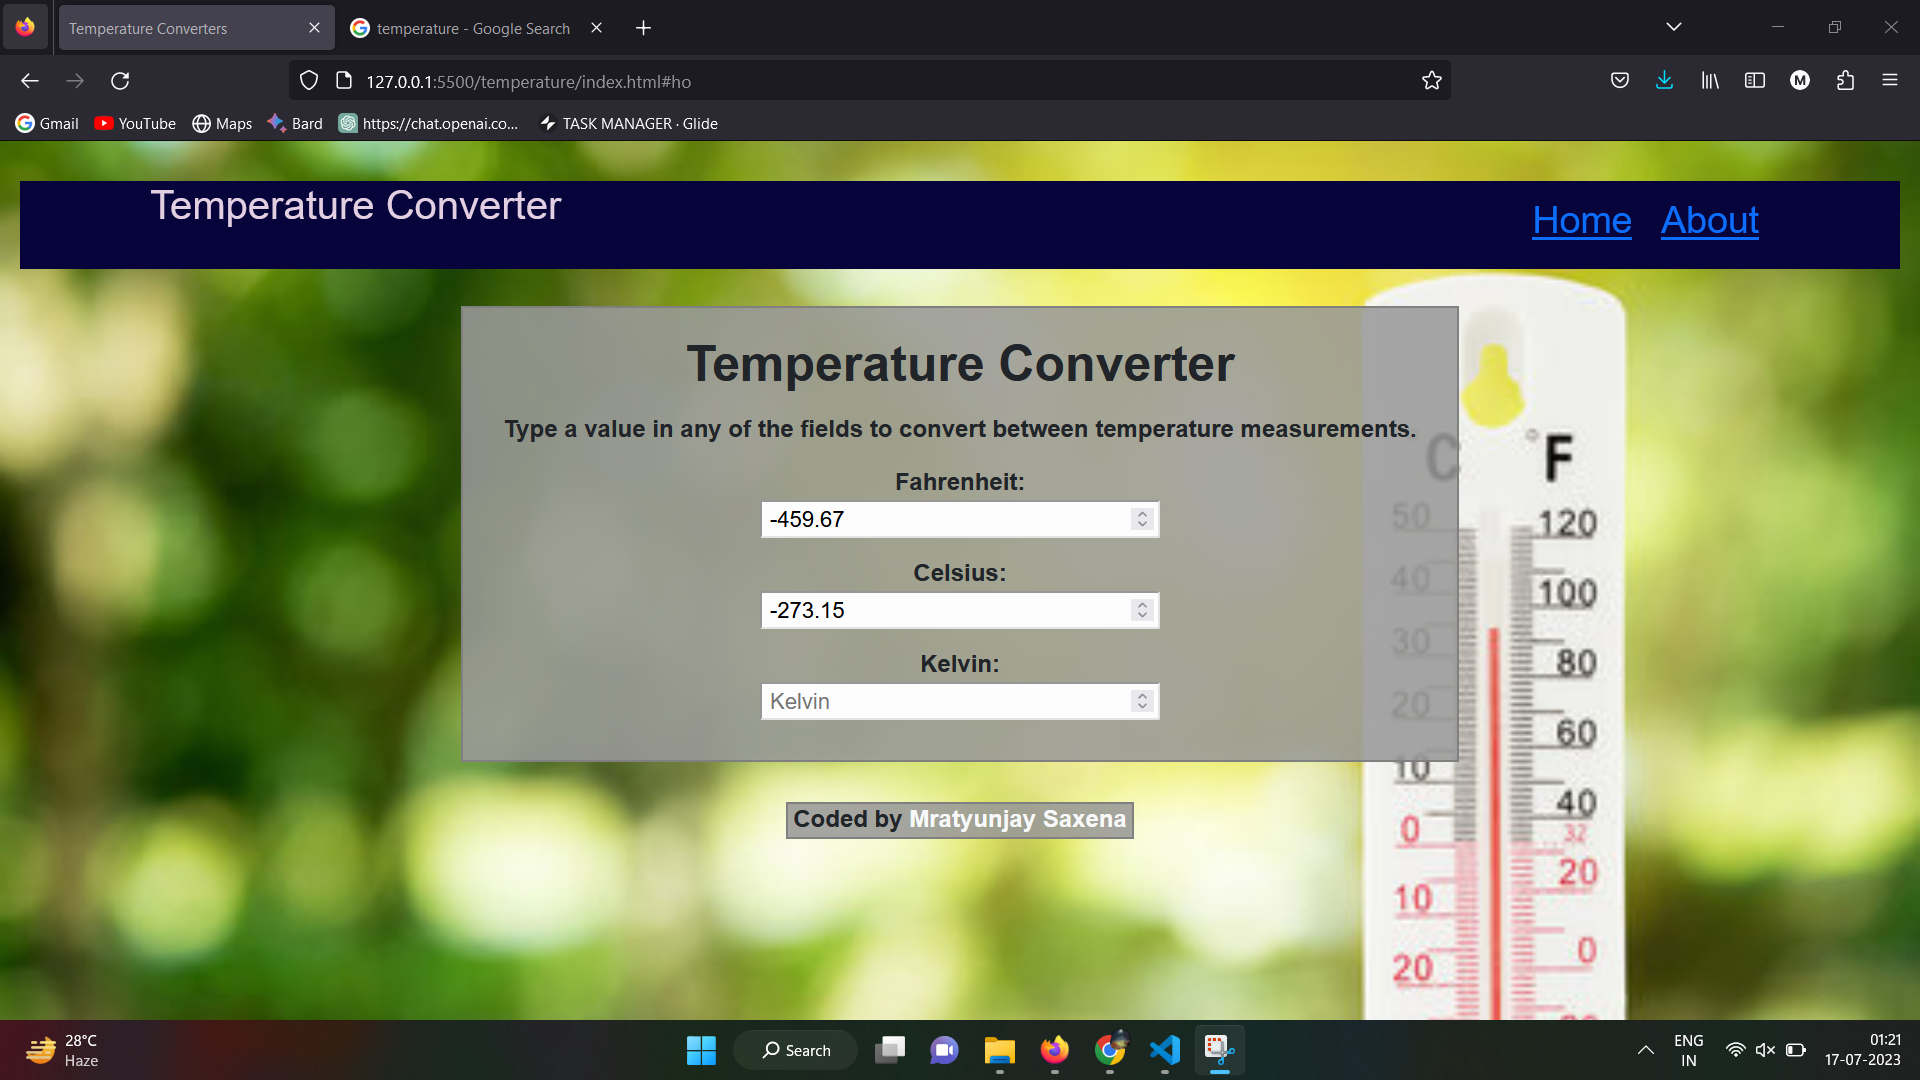 Temperature Converters
temperature - Google Search
127.0.0.1:5500/temperature/index.html#ho
M
Gmail YouTube Maps Bard https://chat.openai.co... TASK MANAGER · Glide
Temperature Converter
Home About
Temperature Converter
Type a value in any of the fields to convert between temperature measurements.
Fahrenheit:
-459.67
Celsius:
-273.15
Kelvin:
Kelvin
Coded by Mratyunjay Saxena
C °F
50 120
40 100
30 80
20 60
10 40
0 32
10 20
20 0
28°C
Haze
Search
ENG
IN
01:21
17-07-2023